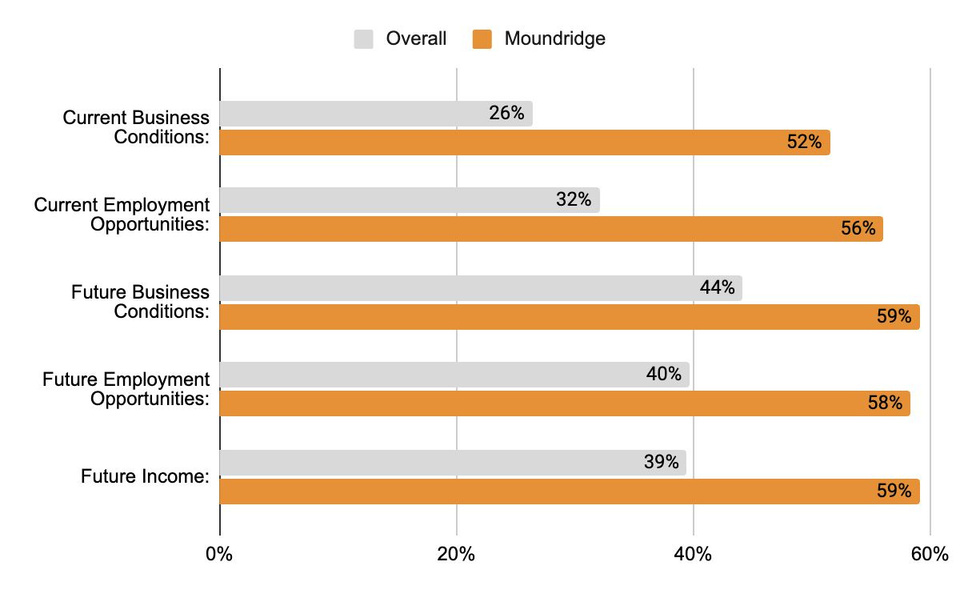 Overall Moundridge
Current Business
Conditions:
26%
52%
Current Employment
Opportunities:
32%
56%
Future Business
Conditions:
44%
59%
Future Employment
Opportunities:
40%
58%
Future Income:
39%
59%
0% 20% 40% 60%